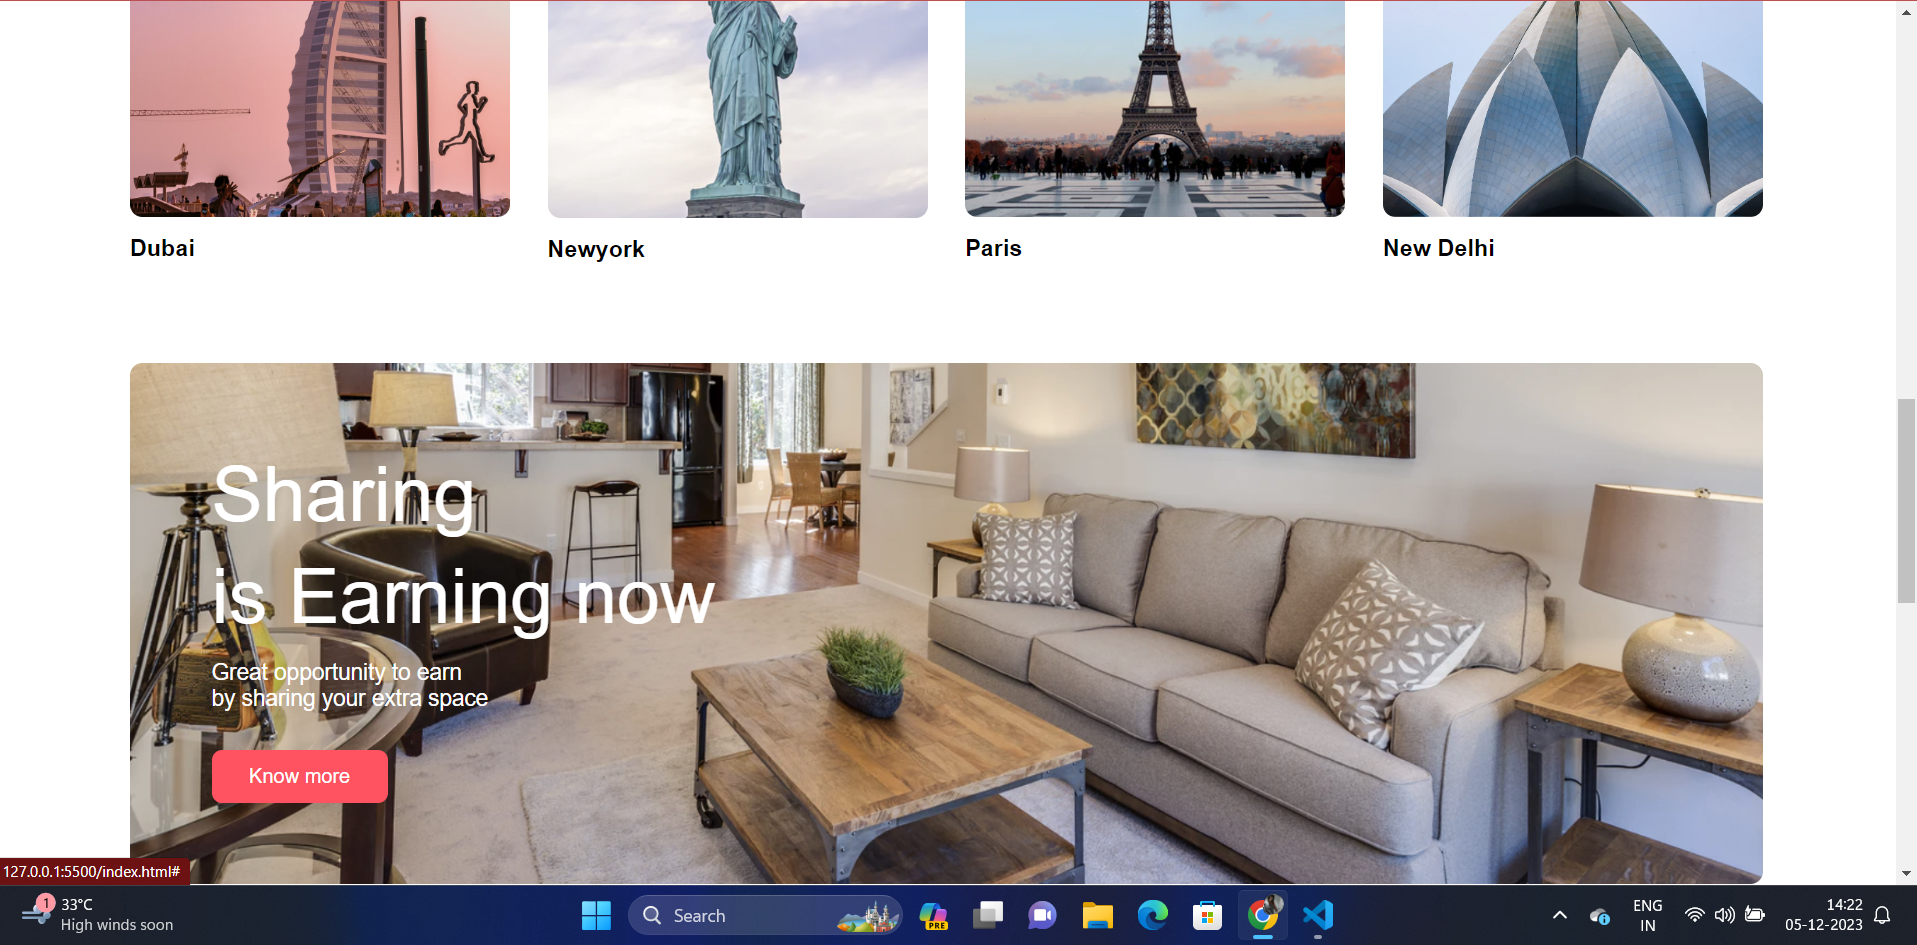 Dubai
Newyork
Paris
New Delhi
Sharing
is Earning now
Great opportunity to earn
by sharing your extra space
Know more
127.0.0.1:5500/index.html#
1
33°C
High winds soon
Search
PRE
ENG
IN
14:22
05-12-2023